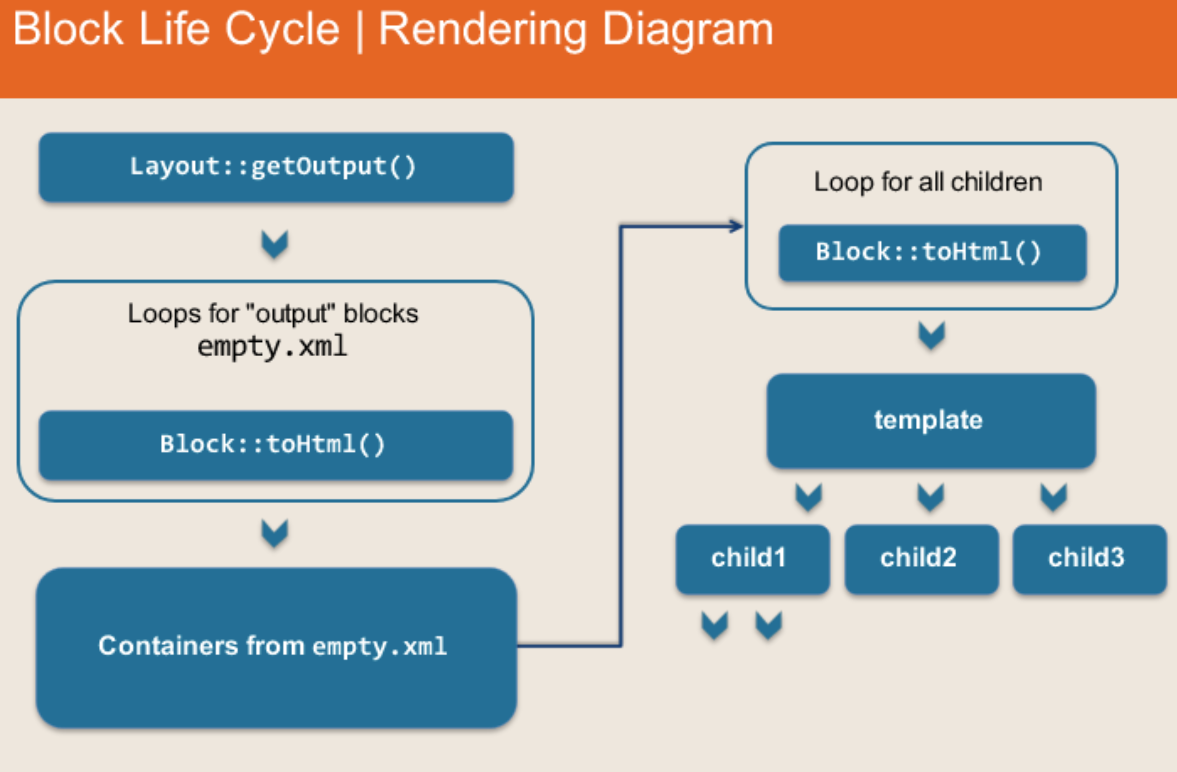 Block Life Cycle | Rendering Diagram
Layout::getOutput()
Loops for "output" blocks
empty.xml
Block::toHtml()
Containers from empty.xml
Loop for all children
Block::toHtml()
template
child1
child2
child3